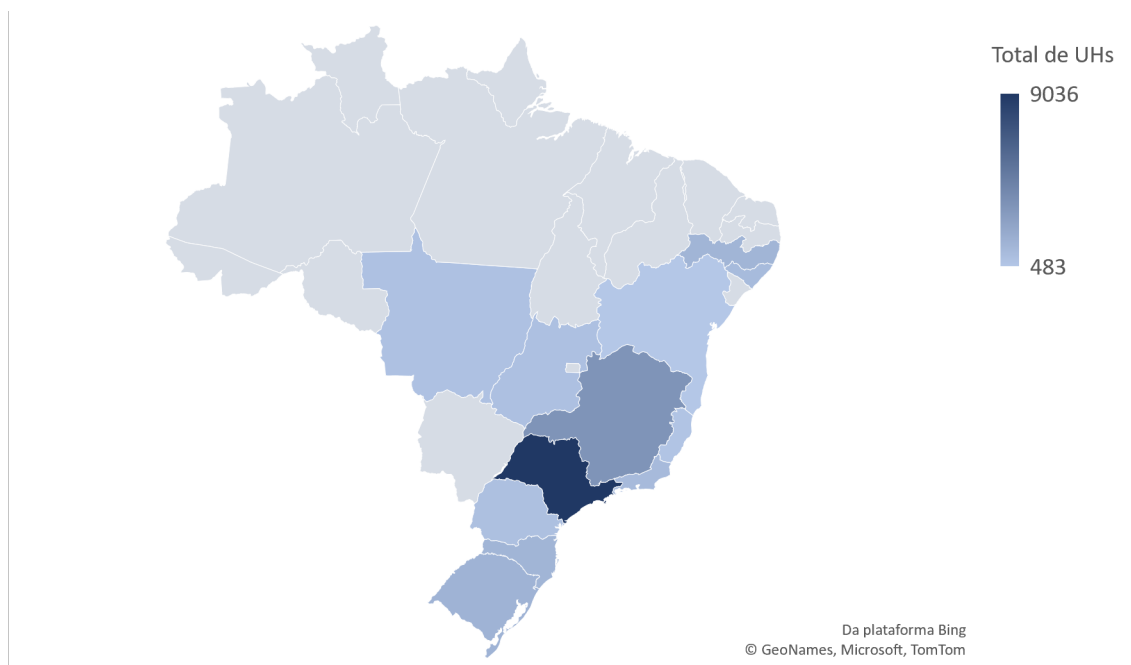 Total de UHs
9036
483
Da plataforma Bing
© GeoNames, Microsoft, TomTom